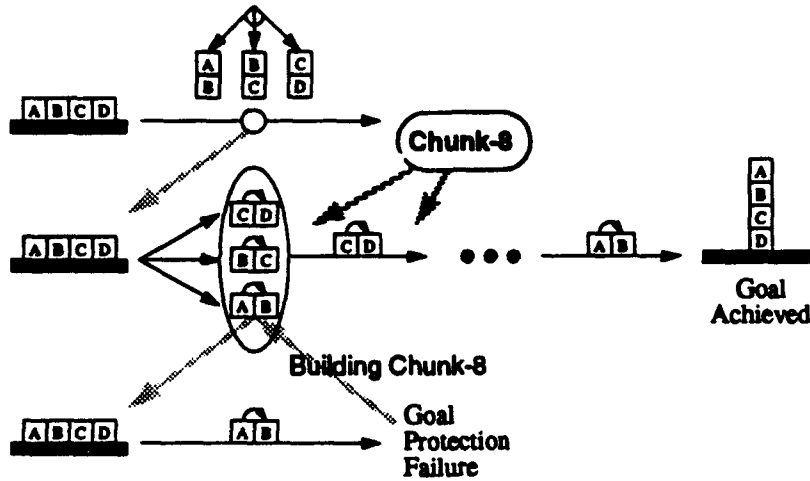 A B C
B C D
A B C D
Chunk-8
A
B
C
D
C D
A B C D
B C
C D
A B
A B
Goal
Achieved
Building Chunk-8
A B C D
A B
Goal
Protection
Failure